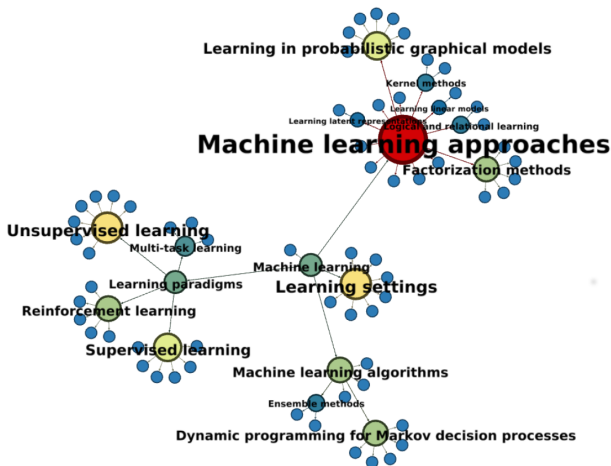 Learning in probabilistic graphical models
Kernel methods
Learning linear models
Learning latent representations
Logical and relational learning
Machine learning approaches
Factorization methods
Unsupervised learning
Multi-task learning
Machine learning
Learning paradigms
Learning settings
Reinforcement learning
Supervised learning
Machine learning algorithms
Ensemble methods
Dynamic programming for Markov decision processes